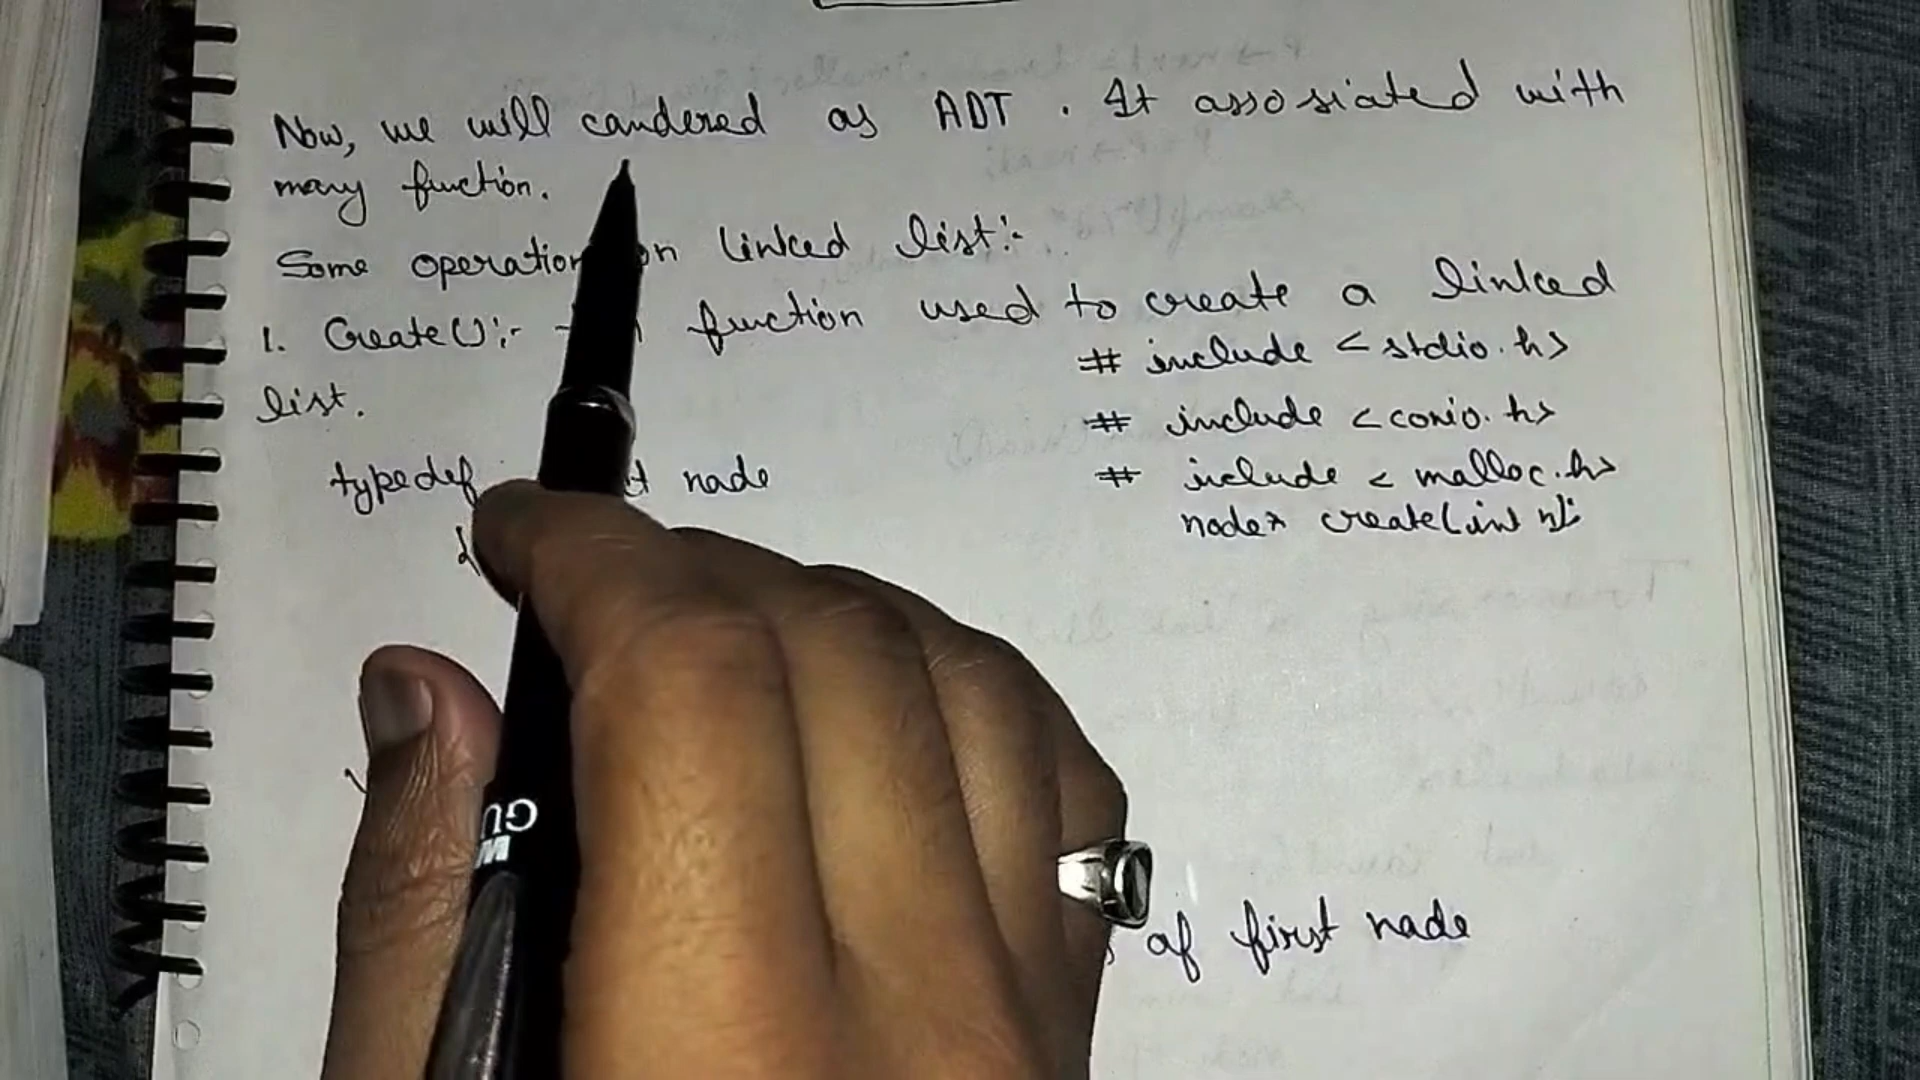 Now, we will candered as ADT. It assosiated with
many function.
Some operation on linked list:-
1. Create():- function used to create a linked
list.
# include <stdio.h>
# include <conio.h>
typedef node
# include < malloc.h>
node* create(int n);
of first node